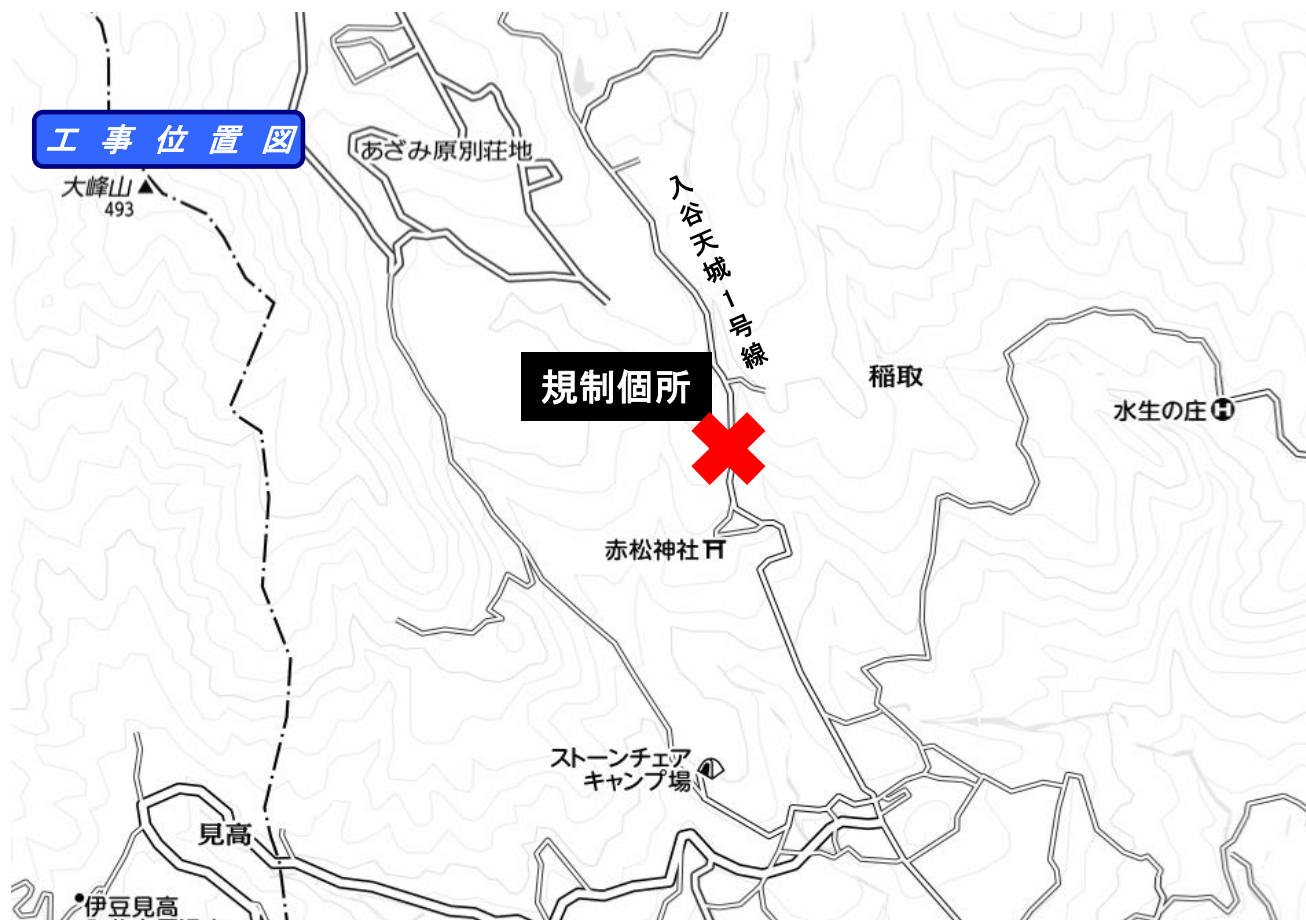 工事位置図
あざみ原別荘地
大峰山
493
入谷天城1号線
規制個所
稲取
水生の庄
赤松神社
ストーンチェア
キャンプ場
見高
伊豆見高